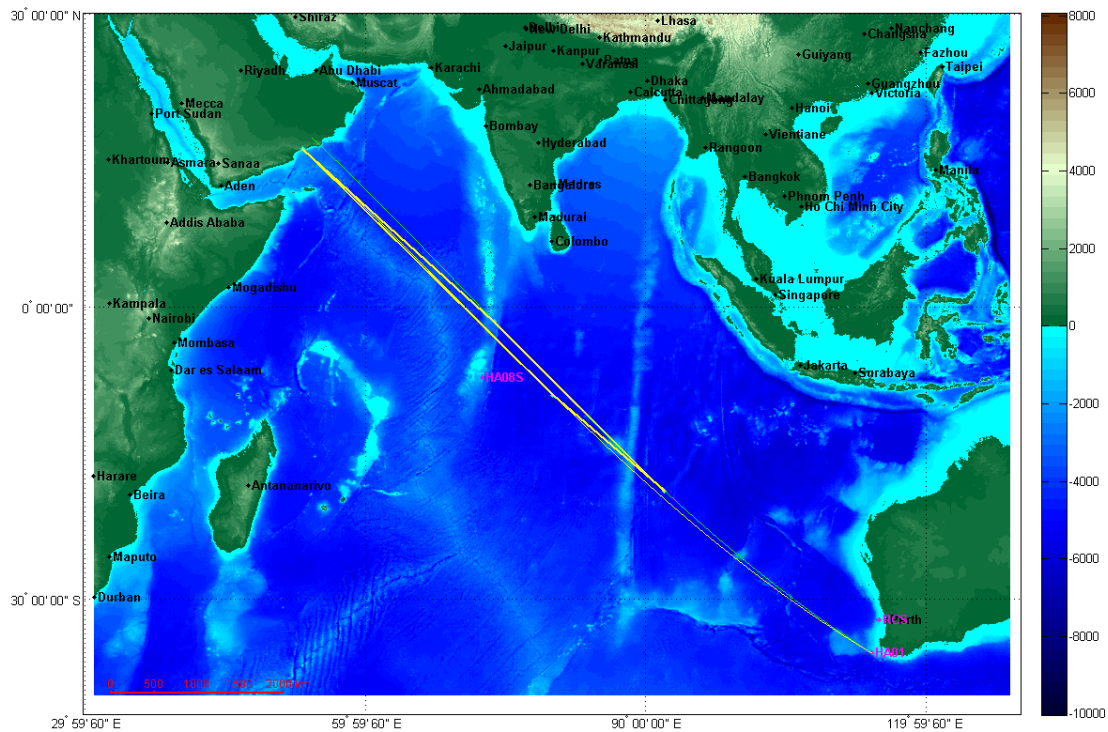 30° 00' 00" N
Shiraz
Lhasa
8000
Delhi
New Delhi
Nanchang
Changsha
Kathmandu
Jaipur
Kanpur
Guiyang
Fazhou
Patna
Varanasi
Taipei
Riyadh
Abu Dhabi
Karachi
6000
Muscat
Dhaka
Guangzhou
Ahmadabad
Calcutta
Victoria
Mecca
Chittagong
Mandalay
Hanoi
Port Sudan
Bombay
Vientiane
Hyderabad
Rangoon
4000
Khartoum
Asmara
Sanaa
Manila
Bangkok
Aden
Bangalore
Madras
Phnom Penh
Ho Chi Minh City
Addis Ababa
Madurai
Colombo
2000
Kuala Lumpur
Mogadishu
Singapore
0° 00' 00"
Kampala
Nairobi
0
Mombasa
Jakarta
Dar es Salaam
Surabaya
HA08S
-2000
Harare
Antananarivo
-4000
Beira
Maputo
-6000
Durban
30° 00' 00" S
Perth
HA01
-8000
0 500 1000 1500
-10000
29° 59' 60" E
59° 59' 60" E
90° 00' 00" E
119° 59' 60" E